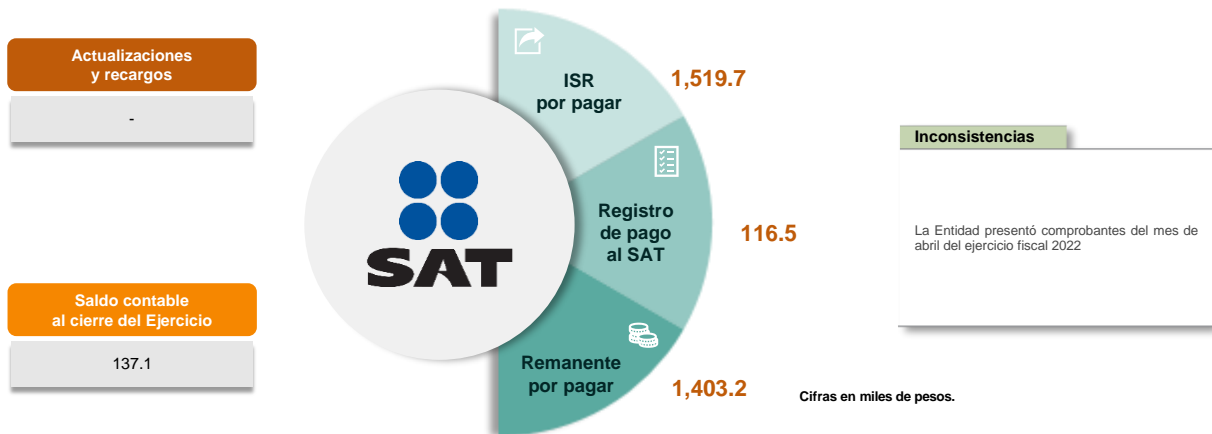 Actualizaciones
y recargos
-
Saldo contable
al cierre del Ejercicio
137.1
SAT
ISR
por pagar
1,519.7
Registro
de pago
al SAT
116.5
Remanente
por pagar
1,403.2
Inconsistencias
La Entidad presentó comprobantes del mes de
abril del ejercicio fiscal 2022
Cifras en miles de pesos.